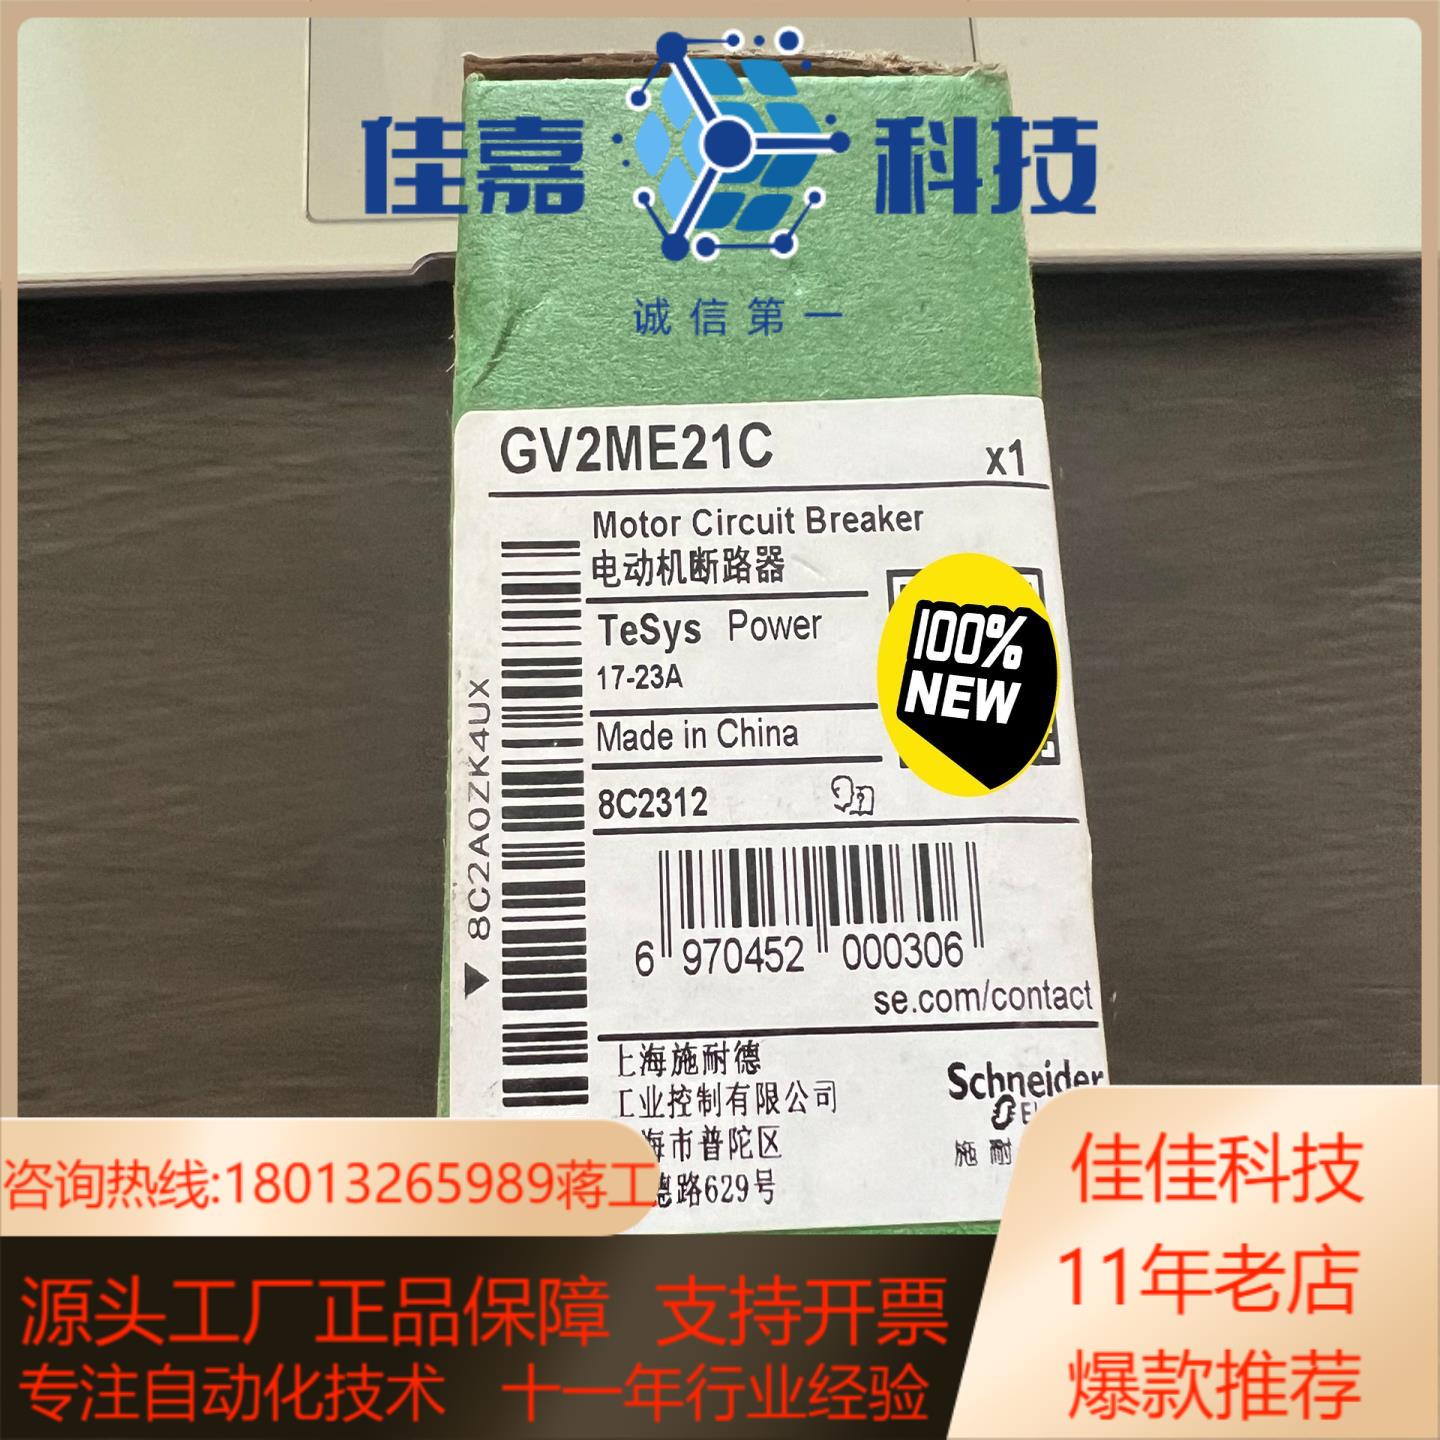 佳嘉 科技
诚信第一
GV2ME21C
x1
Motor Circuit Breaker
电动机断路器
TeSys Power
17-23A
100%
NEW
Made in China
8C2312
8C2A0ZK4UX
6 970452 000306
se.com/contact
上海施耐德
工业控制有限公司
海市普陀区
德路629号
Schneider
施耐
咨询热线:18013265989蒋工
佳佳科技
11年老店
爆款推荐
源头工厂正品保障 支持开票
专注自动化技术 十一年行业经验